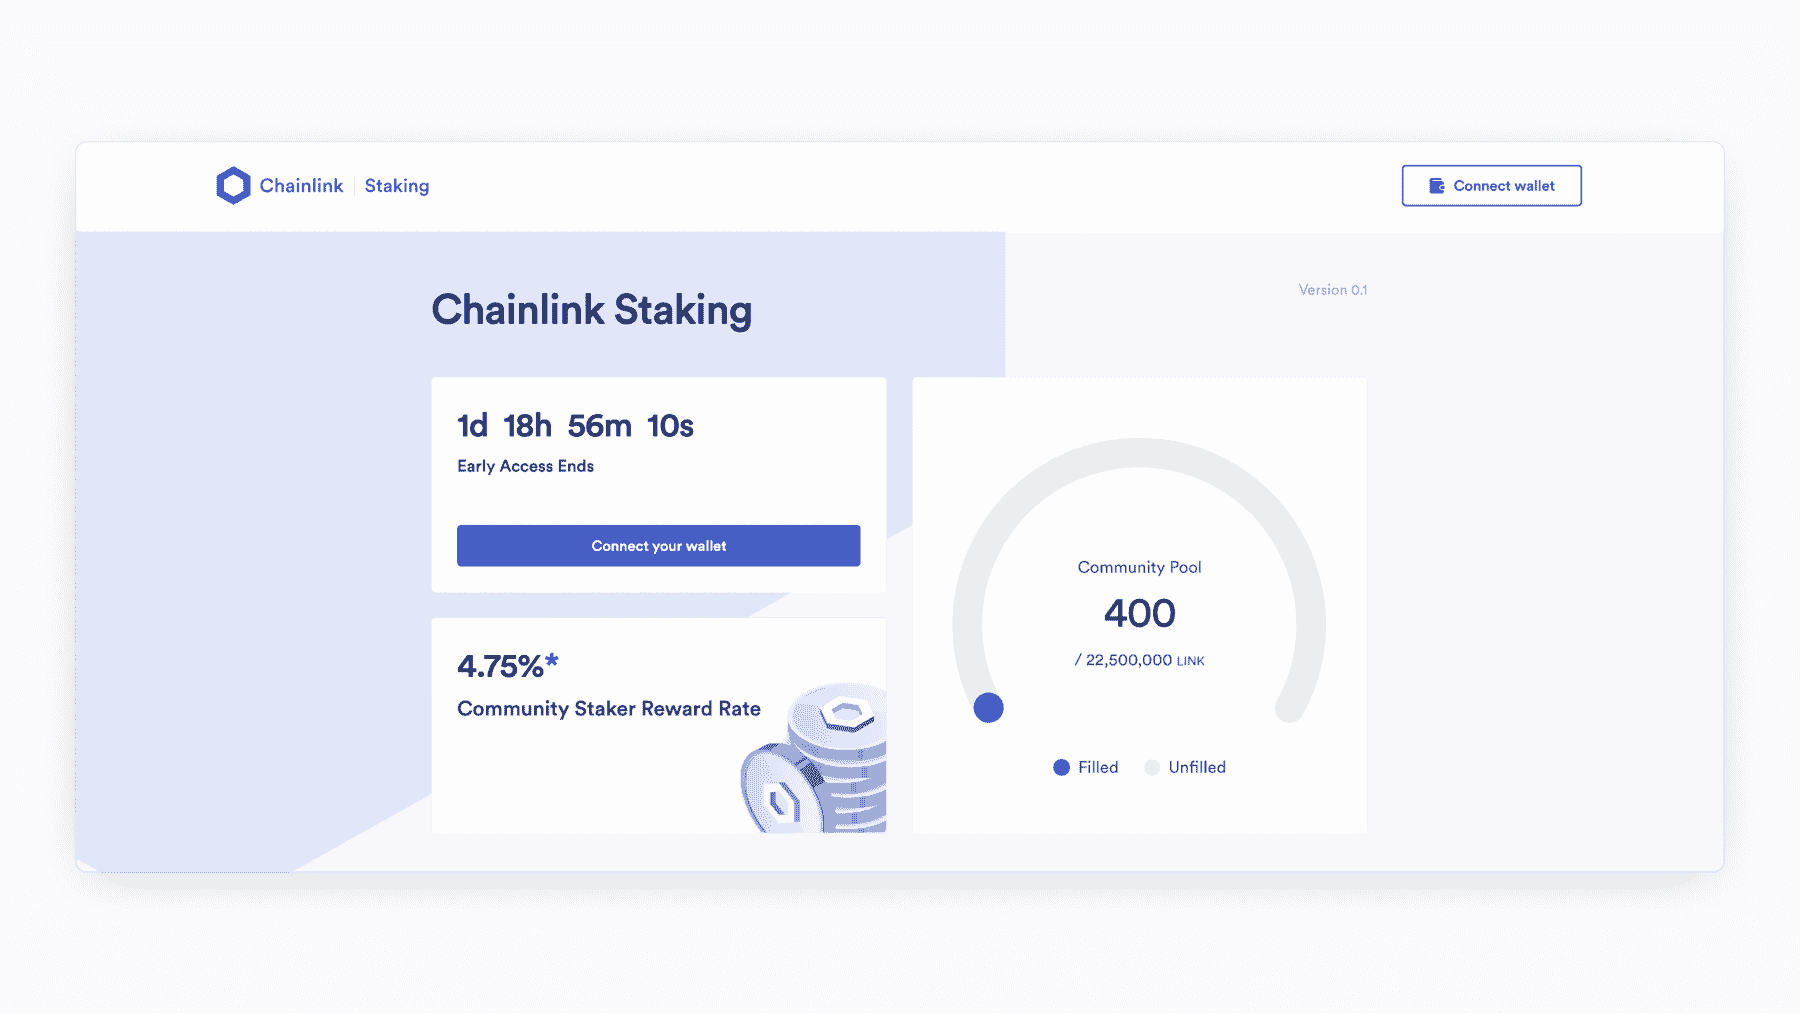 Chainlink | Staking
Connect wallet
Version 0.1
Chainlink Staking
1d 18h 56m 10s
Early Access Ends
Connect your wallet
4.75%*
Community Staker Reward Rate
Community Pool
400
/ 22,500,000 LINK
Filled Unfilled